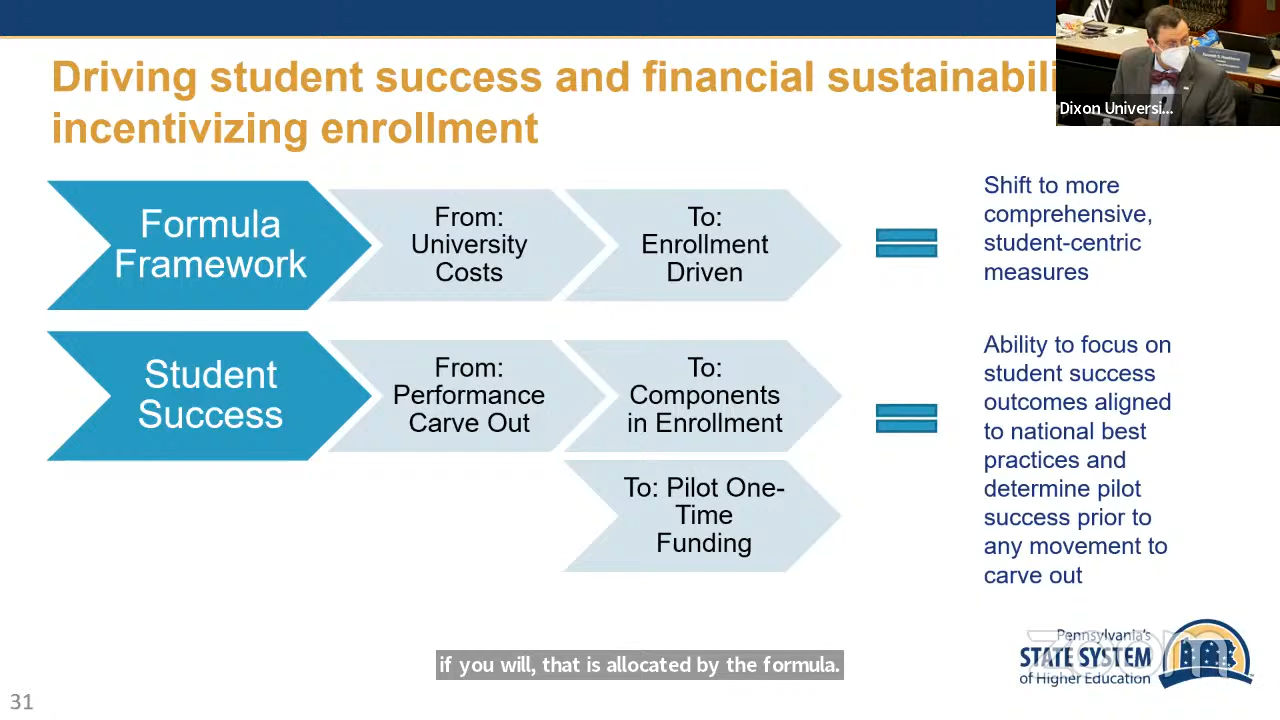 Driving student success and financial sustainabili
incentivizing enrollment
Dixon Universi...
Formula
Framework
From:
University
Costs
To:
Enrollment
Driven
Shift to more
comprehensive,
student-centric
measures
Student
Success
From:
Performance
Carve Out
To:
Components
in Enrollment
To: Pilot One-
Time
Funding
Ability to focus on
student success
outcomes aligned
to national best
practices and
determine pilot
success prior to
any movement to
carve out
if you will, that is allocated by the formula.
Pennsylvania's
STATE SYSTEM
of Higher Education
zoom
31